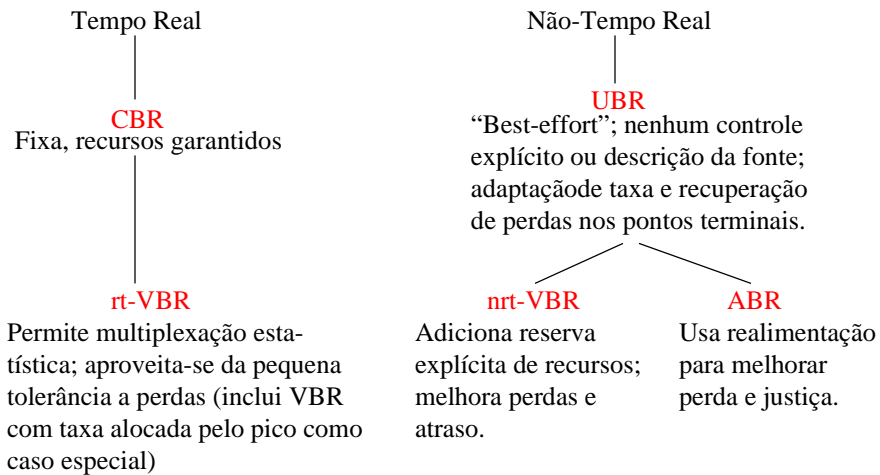 Tempo Real
CBR
Fixa, recursos garantidos
rt-VBR
Permite multiplexação esta-
tística; aproveita-se da pequena
tolerância a perdas (inclui VBR
com taxa alocada pelo pico como
caso especial)
Não-Tempo Real
UBR
“Best-effort”; nenhum controle
explícito ou descrição da fonte;
adaptaçãode taxa e recuperação
de perdas nos pontos terminais.
nrt-VBR
Adiciona reserva
explícita de recursos;
melhora perdas e
atraso.
ABR
Usa realimentação
para melhorar
perda e justiça.